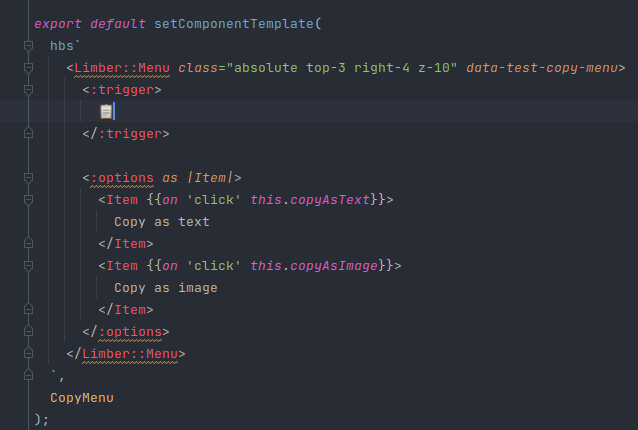 export default setComponentTemplate(
  hbs`
    <Limber::Menu class="absolute top-3 right-4 z-10" data-test-copy-menu>
      <:trigger>
        📋
      </:trigger>

      <:options as |Item|>
        <Item {{on 'click' this.copyAsText}}>
          Copy as text
        </Item>
        <Item {{on 'click' this.copyAsImage}}>
          Copy as image
        </Item>
      </:options>
    </Limber::Menu>
  `,
  CopyMenu
);